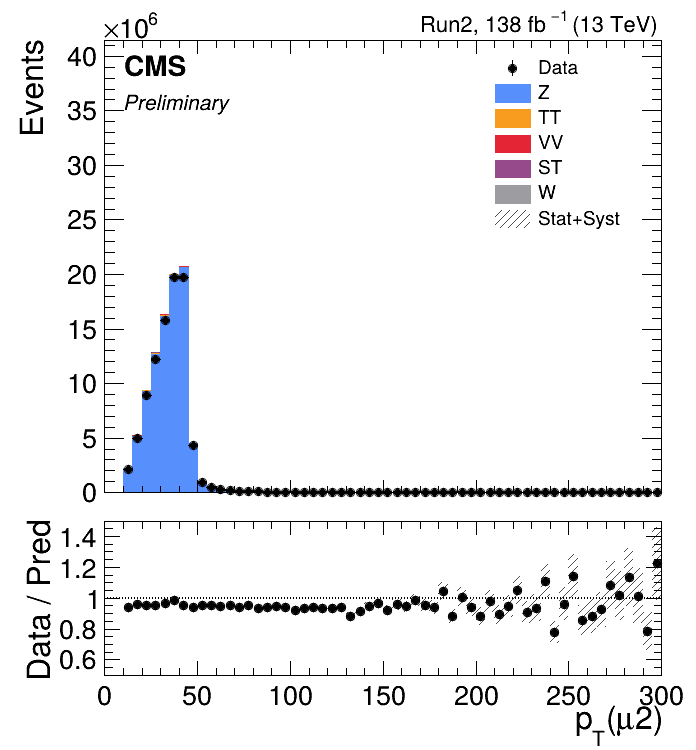 ×10⁶
Run2, 138 fb⁻¹ (13 TeV)
Events
CMS
Preliminary
Data
Z
TT
VV
ST
W
Stat+Syst
40
35
30
25
20
15
10
5
0
Data / Pred
1.4
1.2
1
0.8
0.6
0 50 100 150 200 250 300
p_T(μ2)